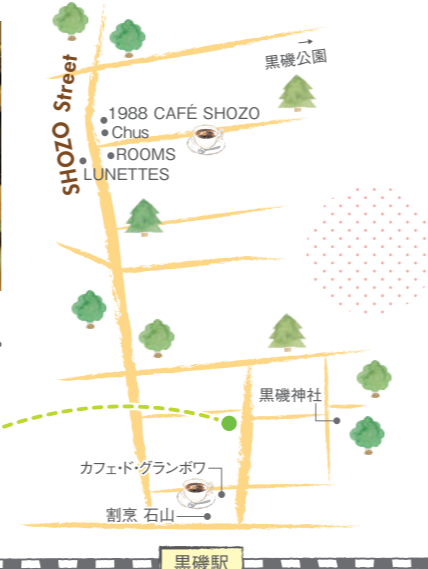 →
黒磯公園
SHOZO Street
1988 CAFÉ SHOZO
Chus
ROOMS
LUNETTES
黒磯神社
カフェ・ド・グランボワ
割烹 石山
黒磯駅